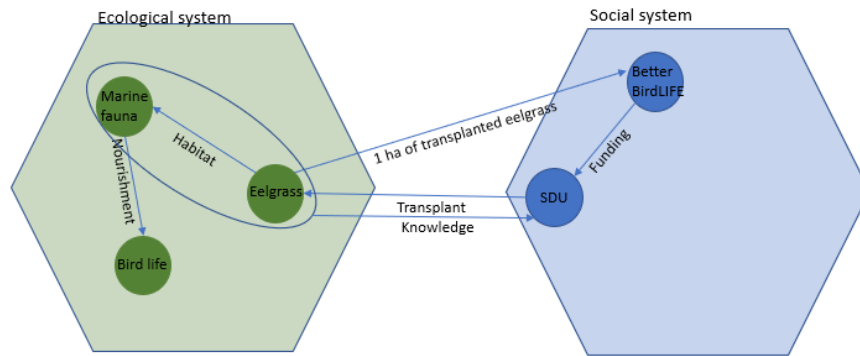 Ecological system
Social system
Marine
fauna
Habitat
Nourishment
Eelgrass
Bird life
1 ha of transplanted eelgrass
Better
BirdLIFE
Funding
SDU
Transplant
Knowledge